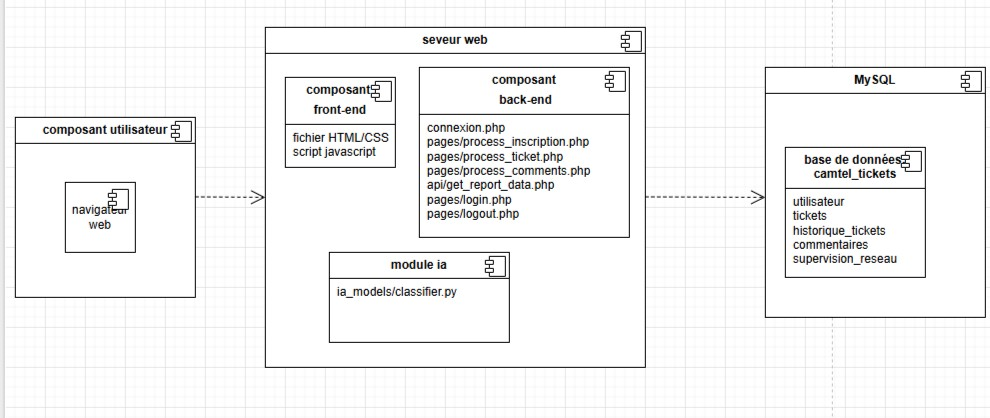 composant utilisateur
navigateur
web
seveur web
composant
front-end
fichier HTML/CSS
script javascript
composant
back-end
connexion.php
pages/process_inscription.php
pages/process_ticket.php
pages/process_comments.php
api/get_report_data.php
pages/login.php
pages/logout.php
module ia
ia_models/classifier.py
MySQL
base de données
camtel_tickets
utilisateur
tickets
historique_tickets
commentaires
supervision_reseau